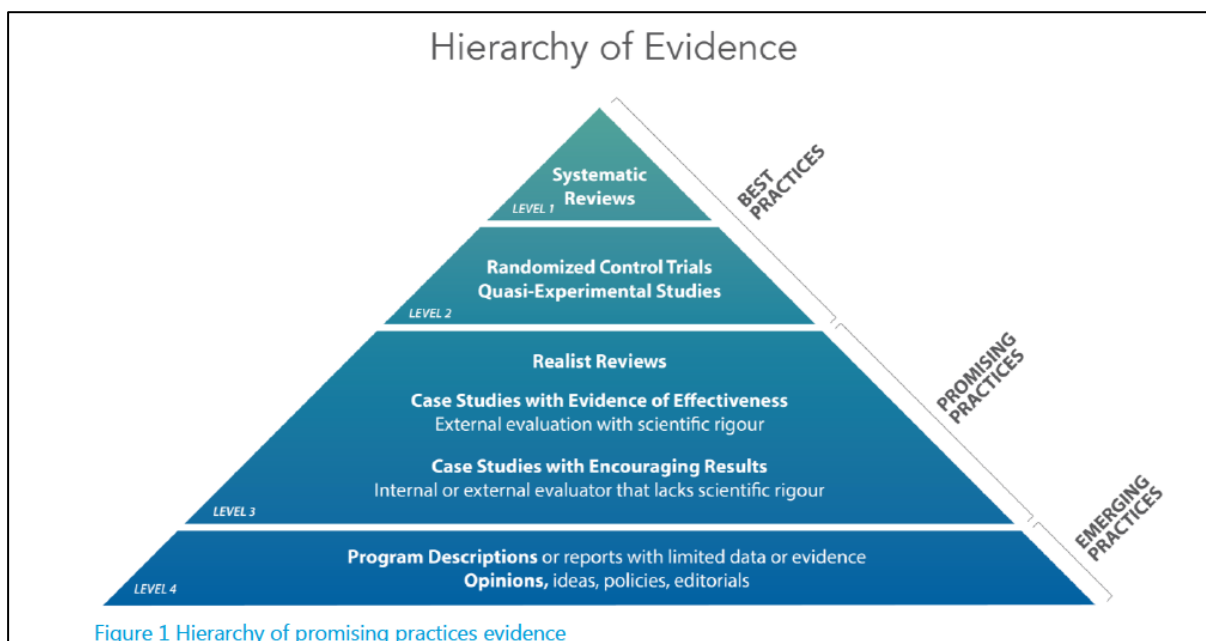 Hierarchy of Evidence
Systematic
Reviews
LEVEL 1
BEST
PRACTICES
Randomized Control Trials
Quasi-Experimental Studies
LEVEL 2
Realist Reviews
Case Studies with Evidence of Effectiveness
External evaluation with scientific rigour
Case Studies with Encouraging Results
Internal or external evaluator that lacks scientific rigour
LEVEL 3
PROMISING
PRACTICES
Program Descriptions or reports with limited data or evidence
Opinions, ideas, policies, editorials
LEVEL 4
EMERGING
PRACTICES
Figure 1 Hierarchy of promising practices evidence